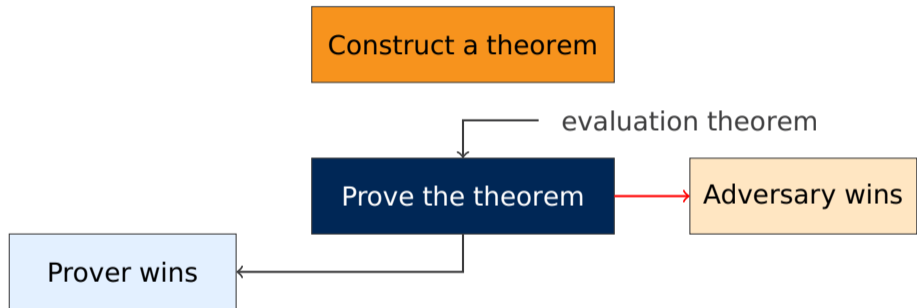 Construct a theorem
evaluation theorem
Prove the theorem
Adversary wins
Prover wins